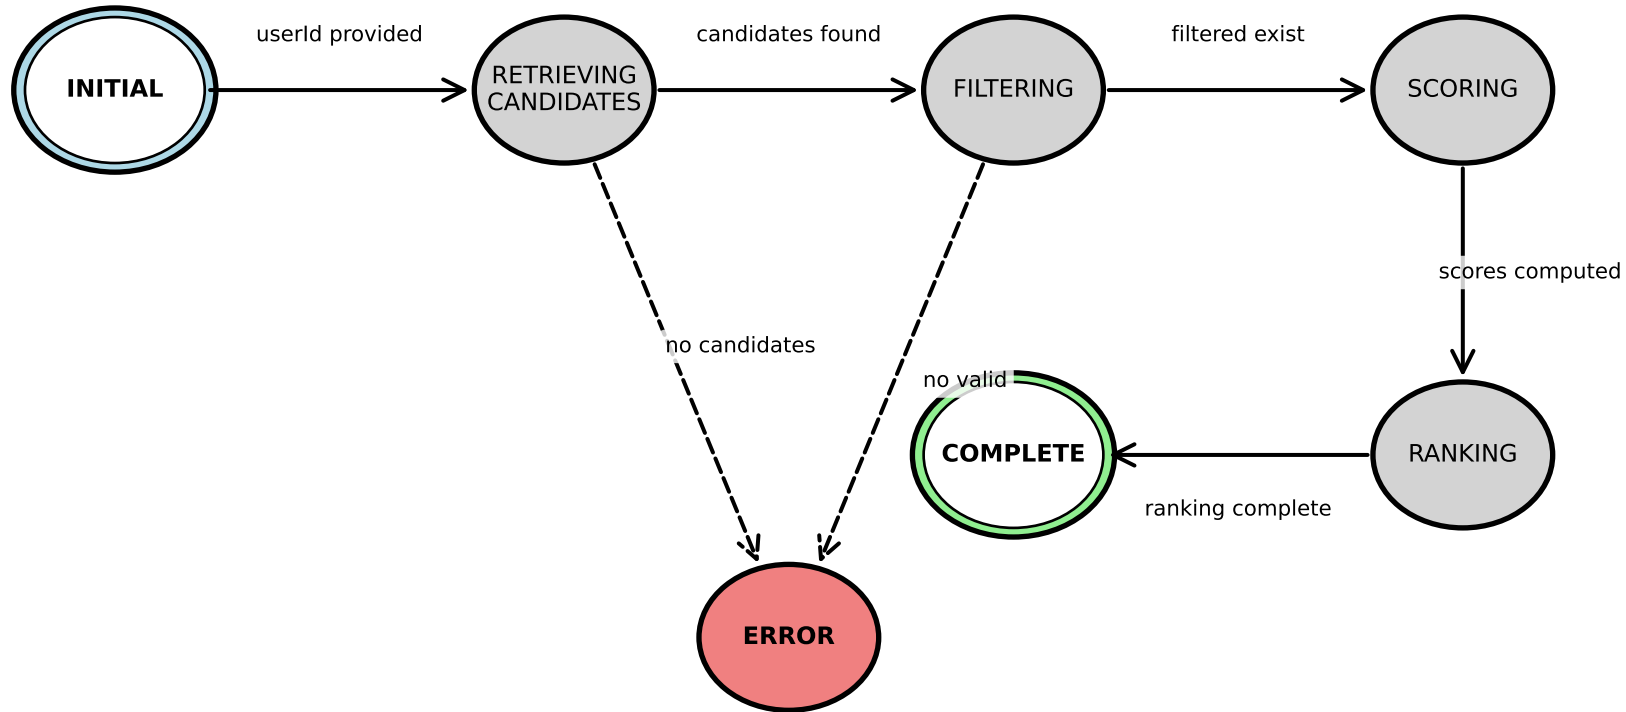 INITIAL
userId provided
RETRIEVING
CANDIDATES
candidates found
FILTERING
filtered exist
SCORING
scores computed
no candidates
no valid
COMPLETE
RANKING
ranking complete
ERROR